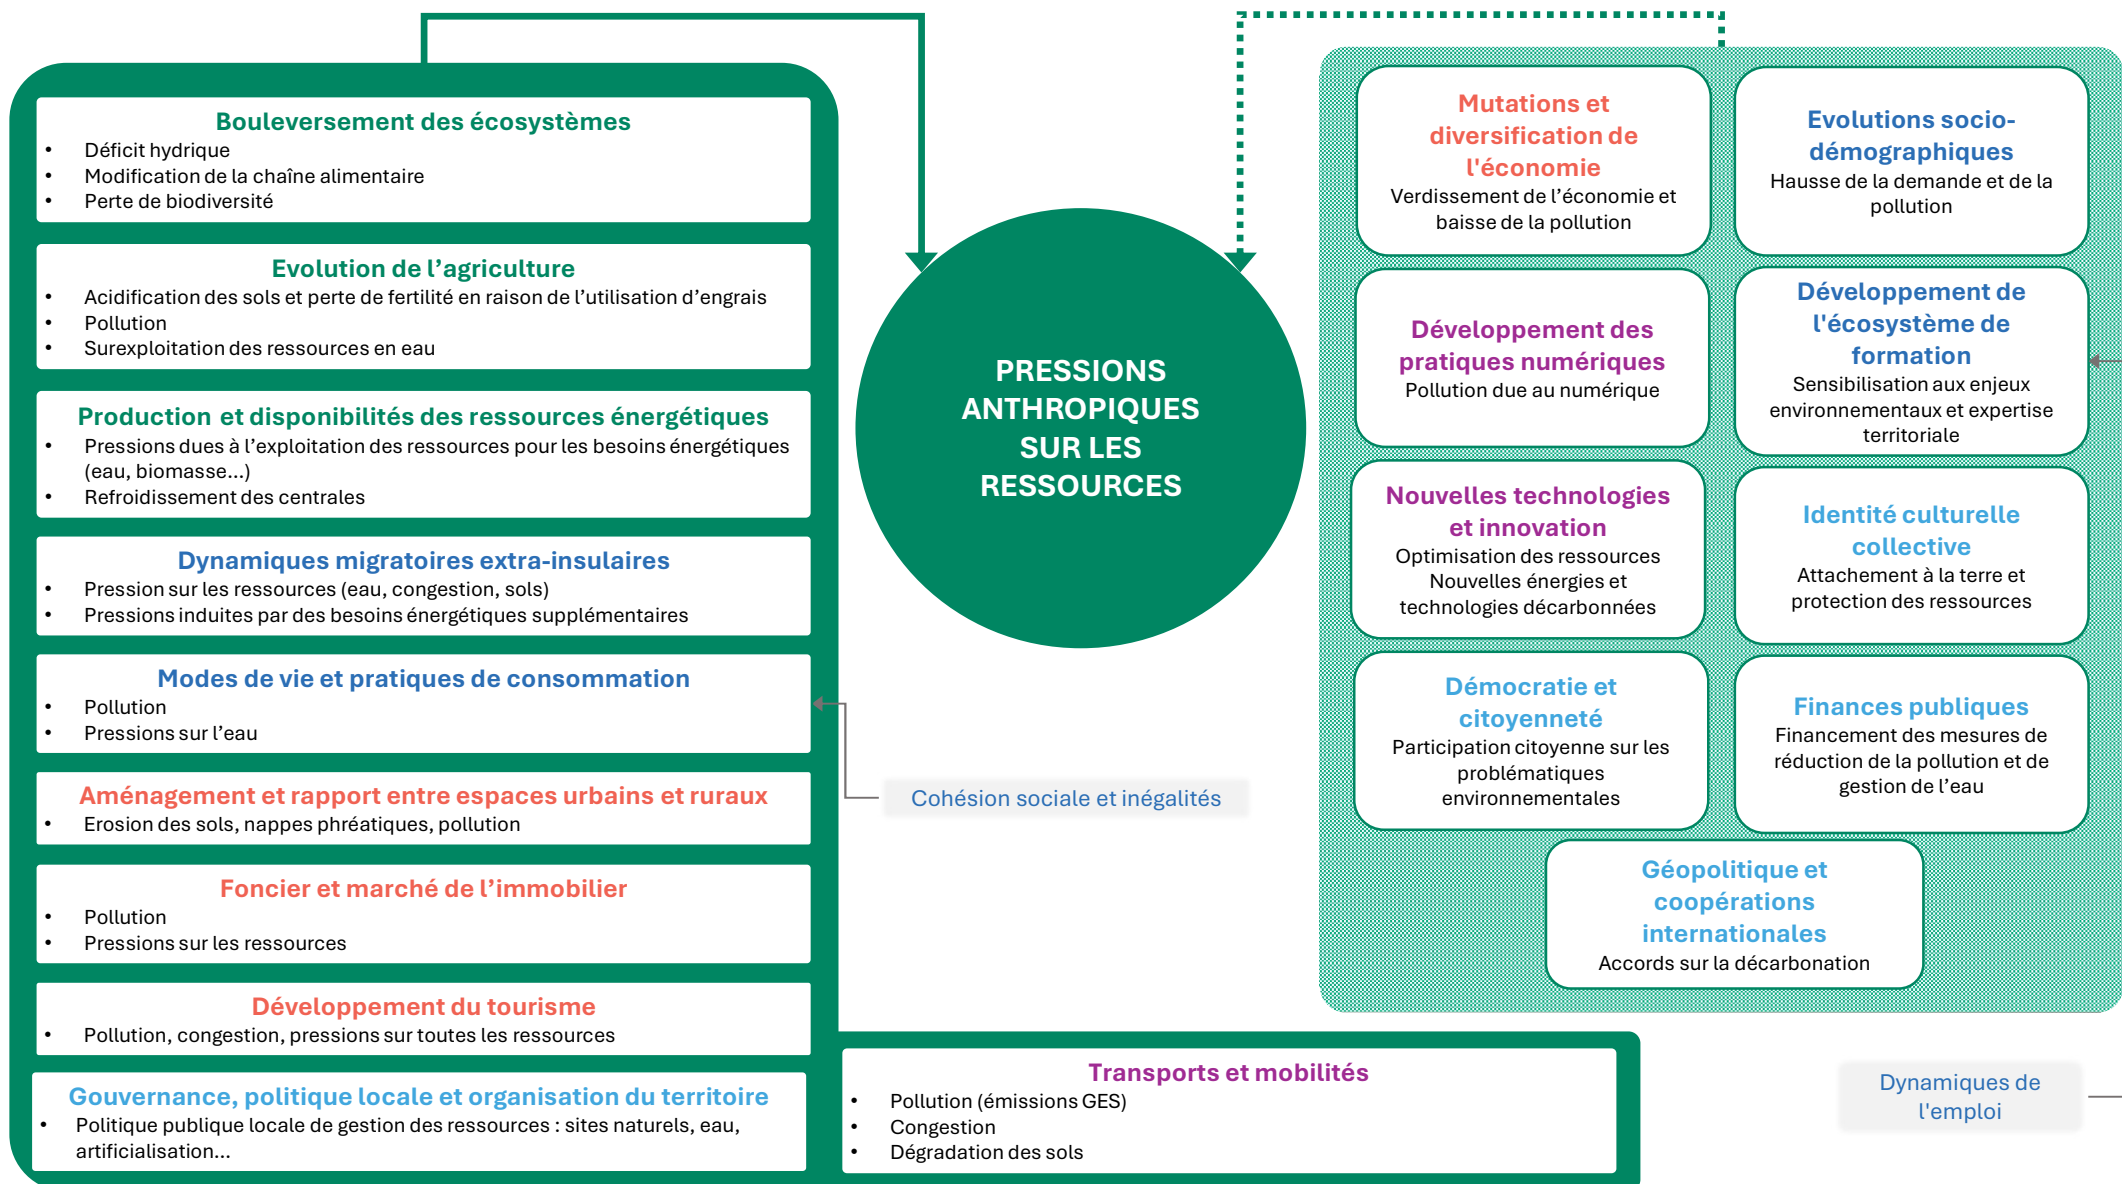 Bouleversement des écosystèmes
• Déficit hydrique
• Modification de la chaîne alimentaire
• Perte de biodiversité
Evolution de l’agriculture
• Acidification des sols et perte de fertilité en raison de l’utilisation d’engrais
• Pollution
• Surexploitation des ressources en eau
Production et disponibilités des ressources énergétiques
• Pressions dues à l’exploitation des ressources pour les besoins énergétiques
(eau, biomasse…)
• Refroidissement des centrales
Dynamiques migratoires extra-insulaires
• Pression sur les ressources (eau, congestion, sols)
• Pressions induites par des besoins énergétiques supplémentaires
Modes de vie et pratiques de consommation
• Pollution
• Pressions sur l’eau
Aménagement et rapport entre espaces urbains et ruraux
• Erosion des sols, nappes phréatiques, pollution
Foncier et marché de l’immobilier
• Pollution
• Pressions sur les ressources
Développement du tourisme
• Pollution, congestion, pressions sur toutes les ressources
Gouvernance, politique locale et organisation du territoire
• Politique publique locale de gestion des ressources : sites naturels, eau,
artificialisation…
Transports et mobilités
• Pollution (émissions GES)
• Congestion
• Dégradation des sols
PRESSIONS
ANTHROPIQUES
SUR LES
RESSOURCES
Cohésion sociale et inégalités
Mutations et
diversification de
l'économie
Verdissement de l’économie et
baisse de la pollution
Evolutions socio-
démographiques
Hausse de la demande et de la
pollution
Développement des
pratiques numériques
Pollution due au numérique
Développement de
l'écosystème de
formation
Sensibilisation aux enjeux
environnementaux et expertise
territoriale
Nouvelles technologies
et innovation
Optimisation des ressources
Nouvelles énergies et
technologies décarbonnées
Identité culturelle
collective
Attachement à la terre et
protection des ressources
Démocratie et
citoyenneté
Participation citoyenne sur les
problématiques
environnementales
Finances publiques
Financement des mesures de
réduction de la pollution et de
gestion de l’eau
Géopolitique et
coopérations
internationales
Accords sur la décarbonation
Dynamiques de
l'emploi